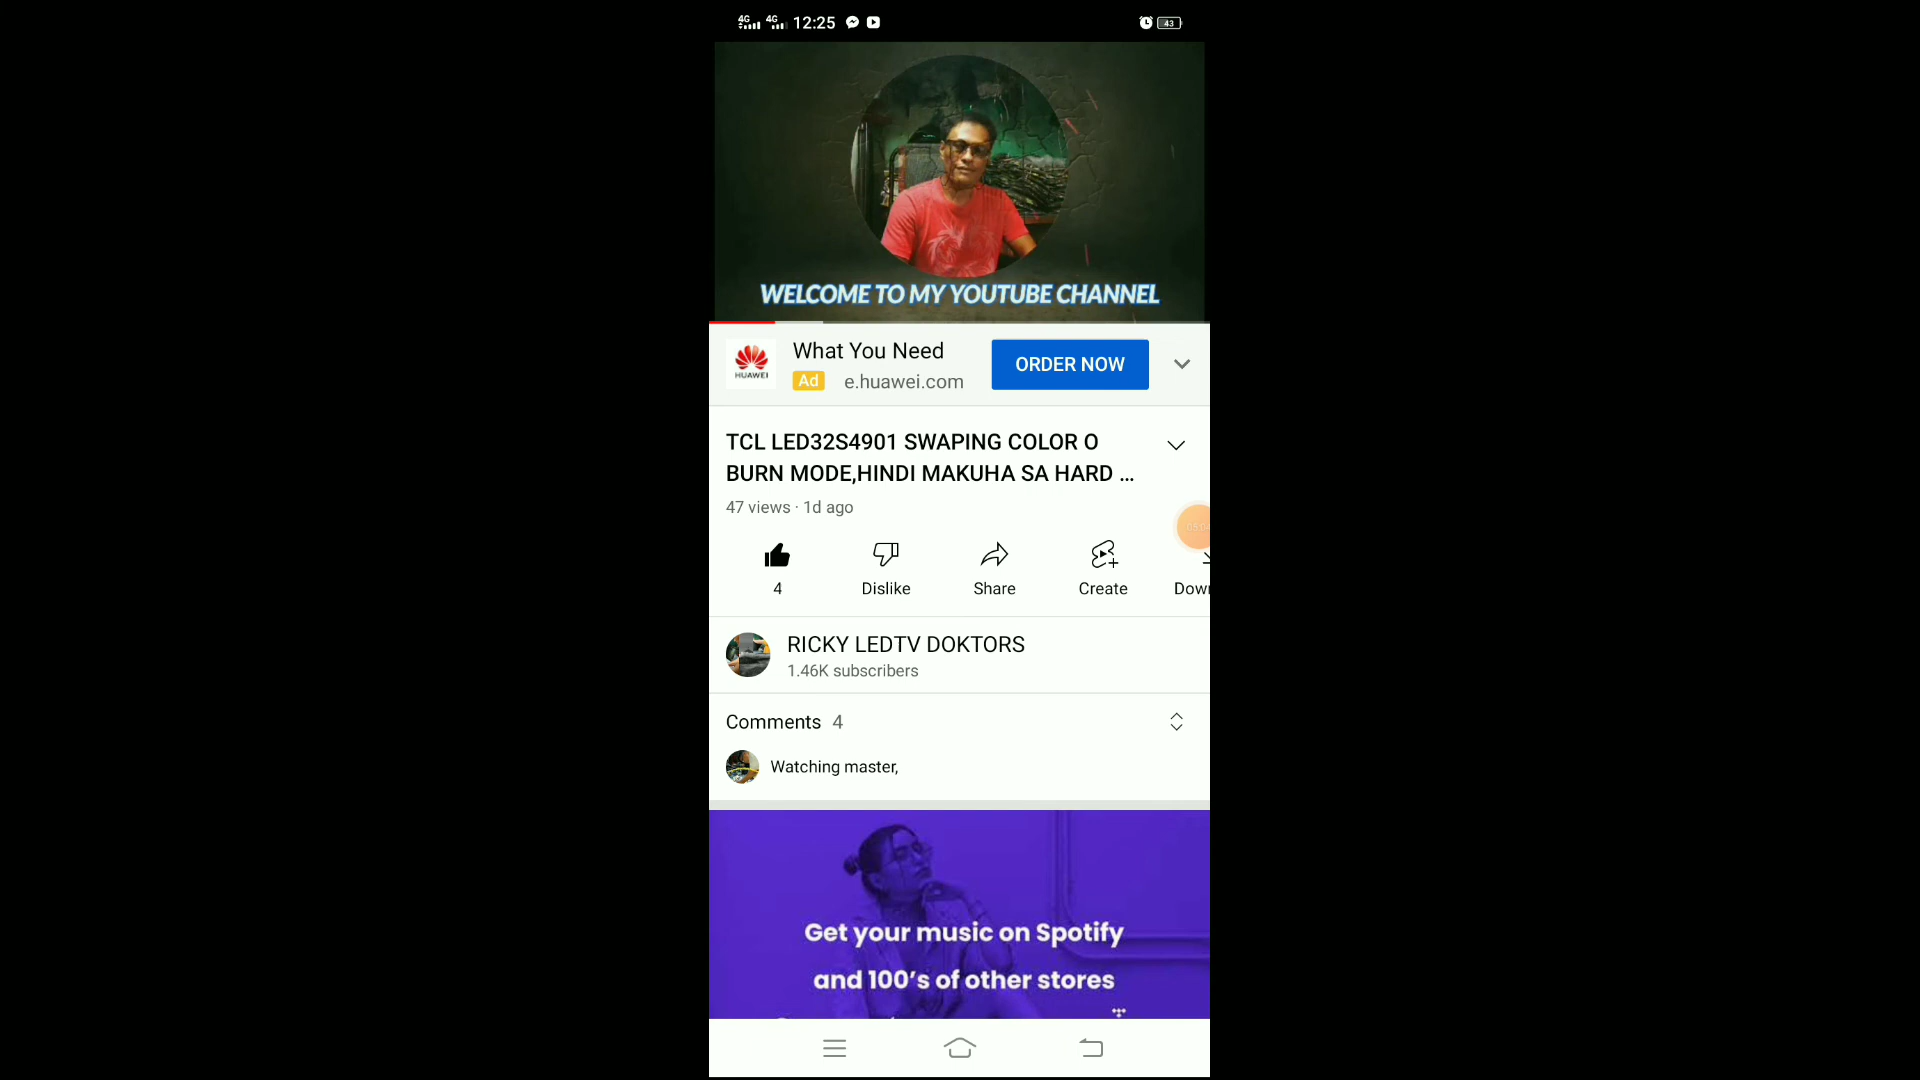 4G 4G 12:25 43
WELCOME TO MY YOUTUBE CHANNEL
HUAWEI
What You Need
Ad e.huawei.com
ORDER NOW
TCL LED32S4901 SWAPING COLOR O
BURN MODE,HINDI MAKUHA SA HARD ...
47 views · 1d ago
4 Dislike Share Create Down
RICKY LEDTV DOKTORS
1.46K subscribers
Comments 4
Watching master,
Get your music on Spotify
and 100's of other stores